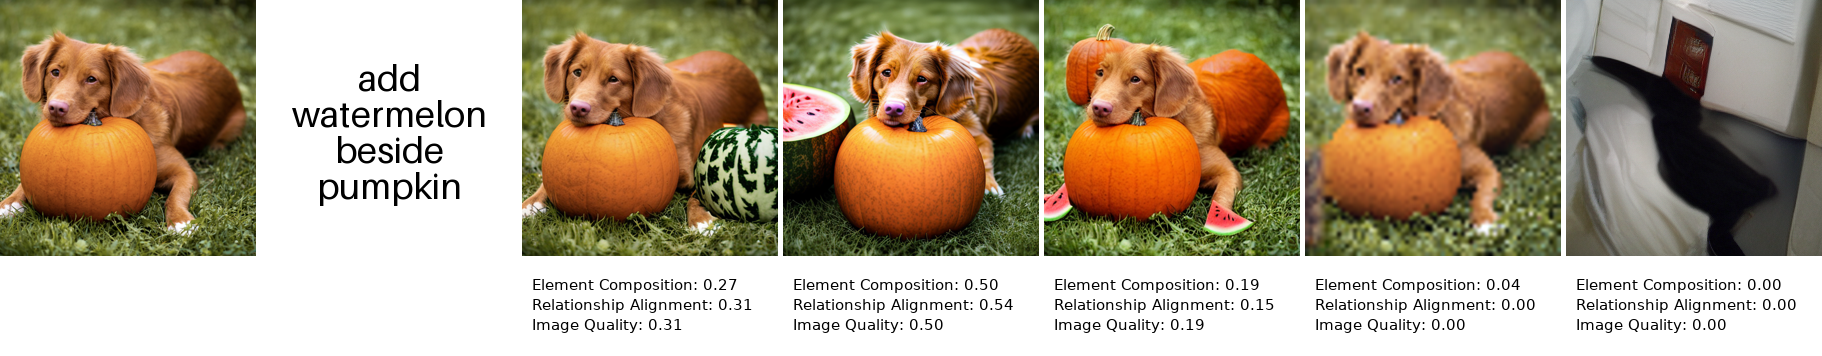 add
watermelon
beside
pumpkin
Element Composition: 0.27
Relationship Alignment: 0.31
Image Quality: 0.31
Element Composition: 0.50
Relationship Alignment: 0.54
Image Quality: 0.50
Element Composition: 0.19
Relationship Alignment: 0.15
Image Quality: 0.19
Element Composition: 0.04
Relationship Alignment: 0.00
Image Quality: 0.00
Element Composition: 0.00
Relationship Alignment: 0.00
Image Quality: 0.00